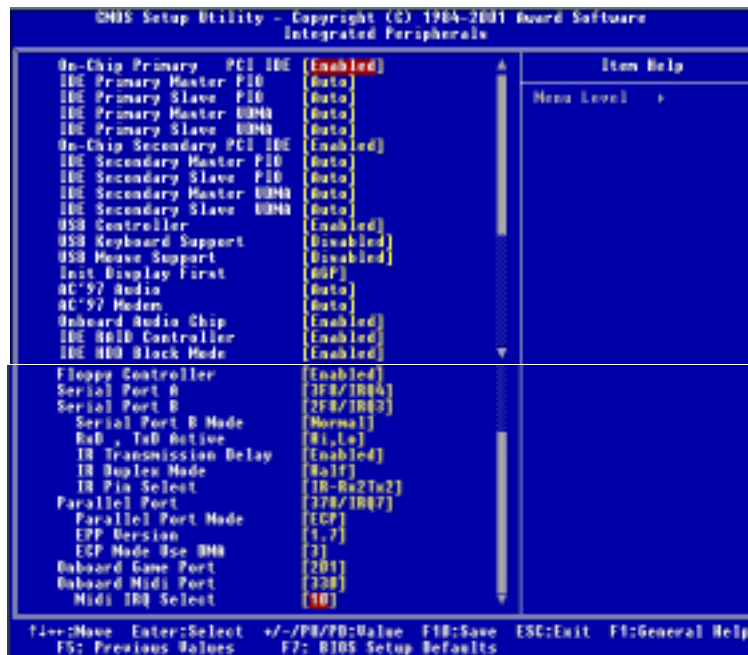 CMOS Setup Utility - Copyright (C) 1984-2001 Award Software
Integrated Peripherals
On-Chip Primary PCI IDE [Enabled]
IDE Primary Master PIO [Auto]
IDE Primary Slave PIO [Auto]
IDE Primary Master UDMA [Auto]
IDE Primary Slave UDMA [Auto]
On-Chip Secondary PCI IDE [Enabled]
IDE Secondary Master PIO [Auto]
IDE Secondary Slave PIO [Auto]
IDE Secondary Master UDMA [Auto]
IDE Secondary Slave UDMA [Auto]
USB Controller [Enabled]
USB Keyboard Support [Disabled]
USB Mouse Support [Disabled]
Init Display First [AGP]
AC'97 Audio [Auto]
AC'97 Modem [Auto]
Onboard Audio Chip [Enabled]
IDE RAID Controller [Enabled]
IDE HDD Block Mode [Enabled]
Floppy Controller [Enabled]
Serial Port A [3F8/IRQ4]
Serial Port B [2F8/IRQ3]
Serial Port B Mode [Normal]
RxD , TxD Active [Hi,Lo]
IR Transmission Delay [Enabled]
IR Duplex Mode [Half]
IR Pin Select [IR-Rx2Tx2]
Parallel Port [378/IRQ7]
Parallel Port Mode [ECP]
EPP Version [1.7]
ECP Mode Use DMA [3]
Onboard Game Port [201]
Onboard Midi Port [330]
Midi IRQ Select [10]
Item Help
Menu Level
↑↓←→:Move Enter:Select +/-/PU/PD:Value F10:Save ESC:Exit F1:General Help
F5: Previous Values F7: BIOS Setup Defaults